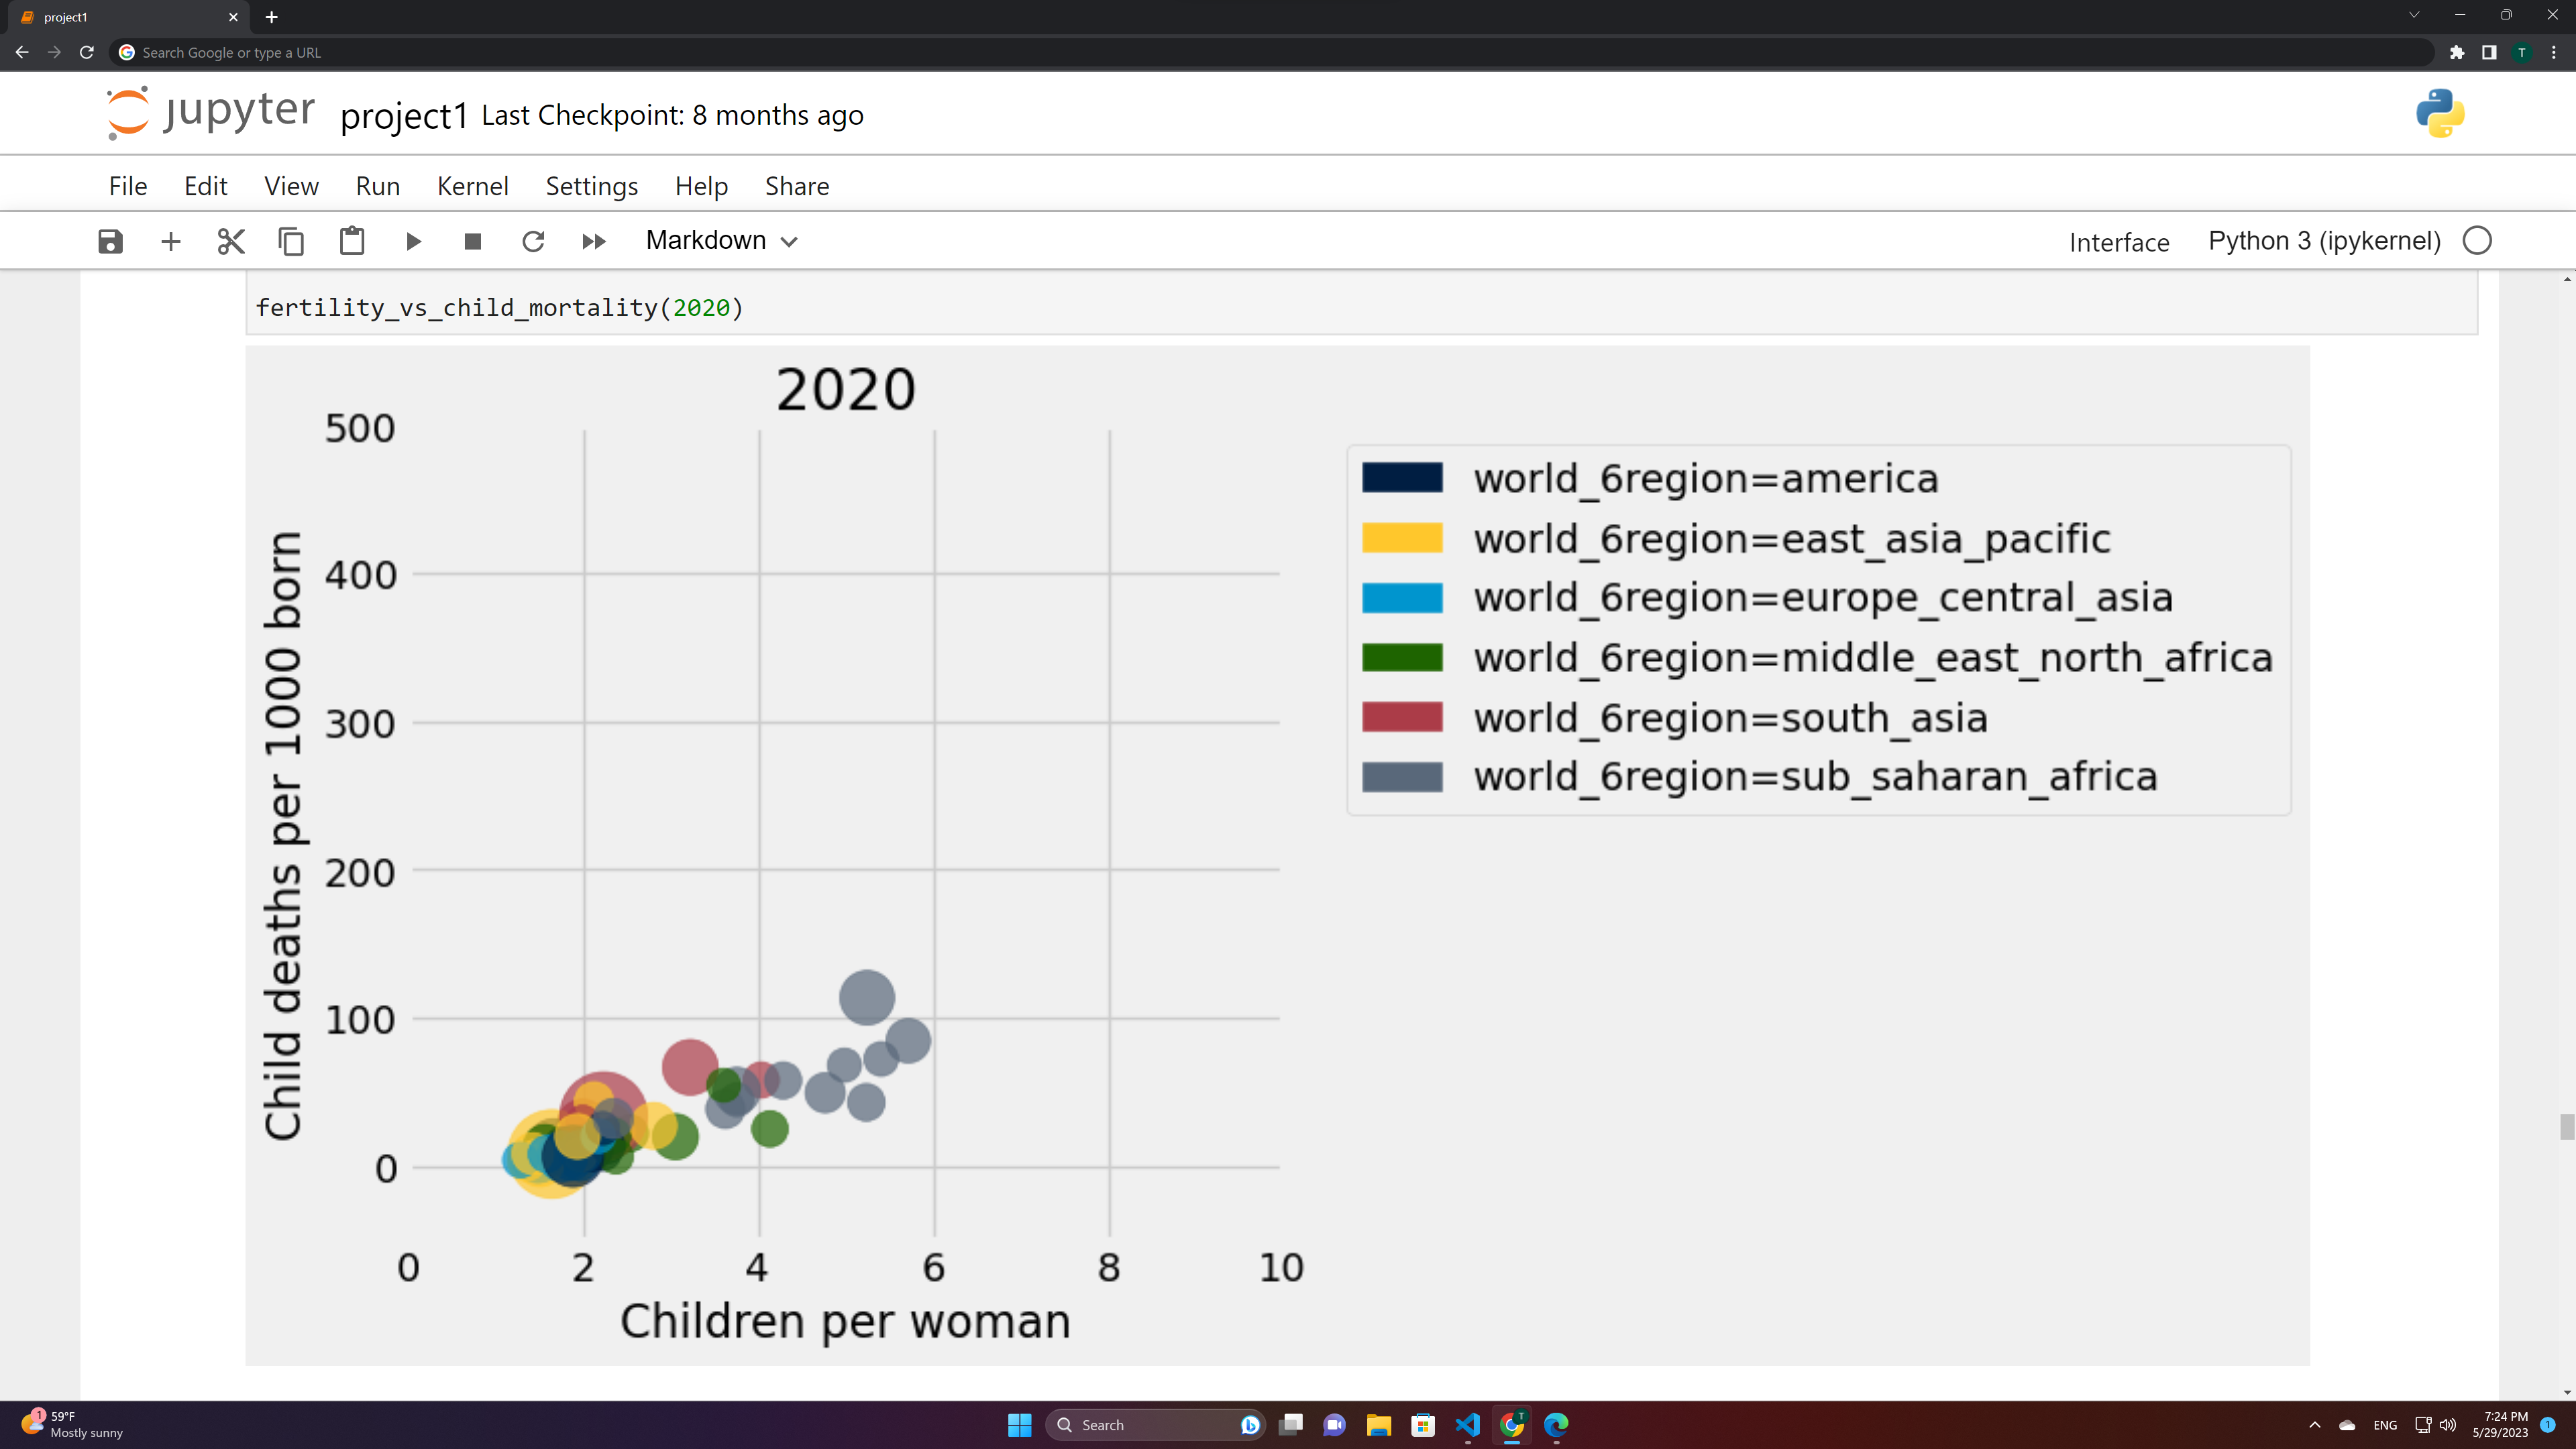 project1
Search Google or type a URL
T
jupyter project1 Last Checkpoint: 8 months ago
File Edit View Run Kernel Settings Help Share
Markdown
Interface Python 3 (ipykernel)
fertility_vs_child_mortality(2020)
2020
500
400
300
200
100
0
Child deaths per 1000 born
0 2 4 6 8 10
Children per woman
world_6region=america
world_6region=east_asia_pacific
world_6region=europe_central_asia
world_6region=middle_east_north_africa
world_6region=south_asia
world_6region=sub_saharan_africa
1
59°F
Mostly sunny
Search
T
ENG
7:24 PM
5/29/2023
1